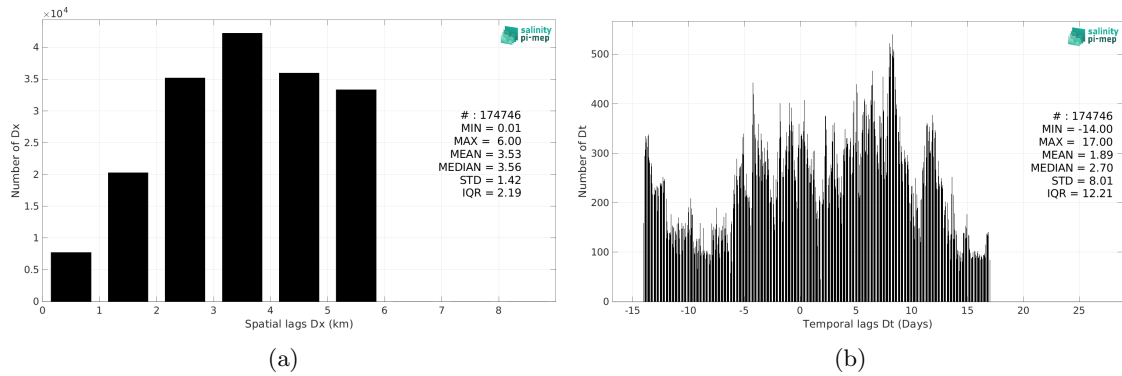 ×10⁴
4
3.5
3
2.5
2
1.5
1
0.5
0
0 1 2 3 4 5 6 7 8
Number of Dx
Spatial lags Dx (km)
salinity
pi-mep
# : 174746
MIN = 0.01
MAX = 6.00
MEAN = 3.53
MEDIAN = 3.56
STD = 1.42
IQR = 2.19
(a)
500
400
300
200
100
0
-15 -10 -5 0 5 10 15 20 25
Number of Dt
Temporal lags Dt (Days)
salinity
pi-mep
# : 174746
MIN = -14.00
MAX = 17.00
MEAN = 1.89
MEDIAN = 2.70
STD = 8.01
IQR = 12.21
(b)